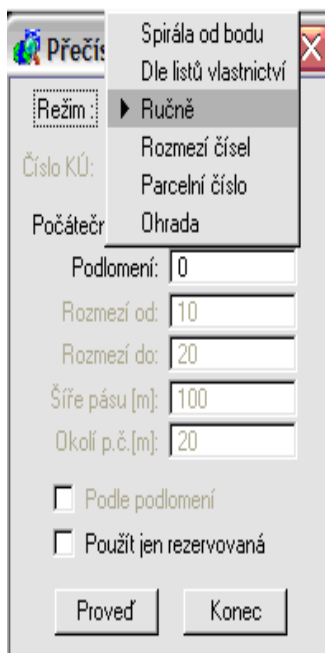 Přečís
Režim :
Spirála od bodu
Dle listů vlastnictví
Ručně
Rozmezí čísel
Parcelní číslo
Ohrada
Číslo KÚ:
Počátečn
Podlomení: 0
Rozmezí od: 10
Rozmezí do: 20
Šíře pásu [m]: 100
Okolí p.č.[m]: 20
Podle podlomení
Použít jen rezervovaná
Proveď Konec